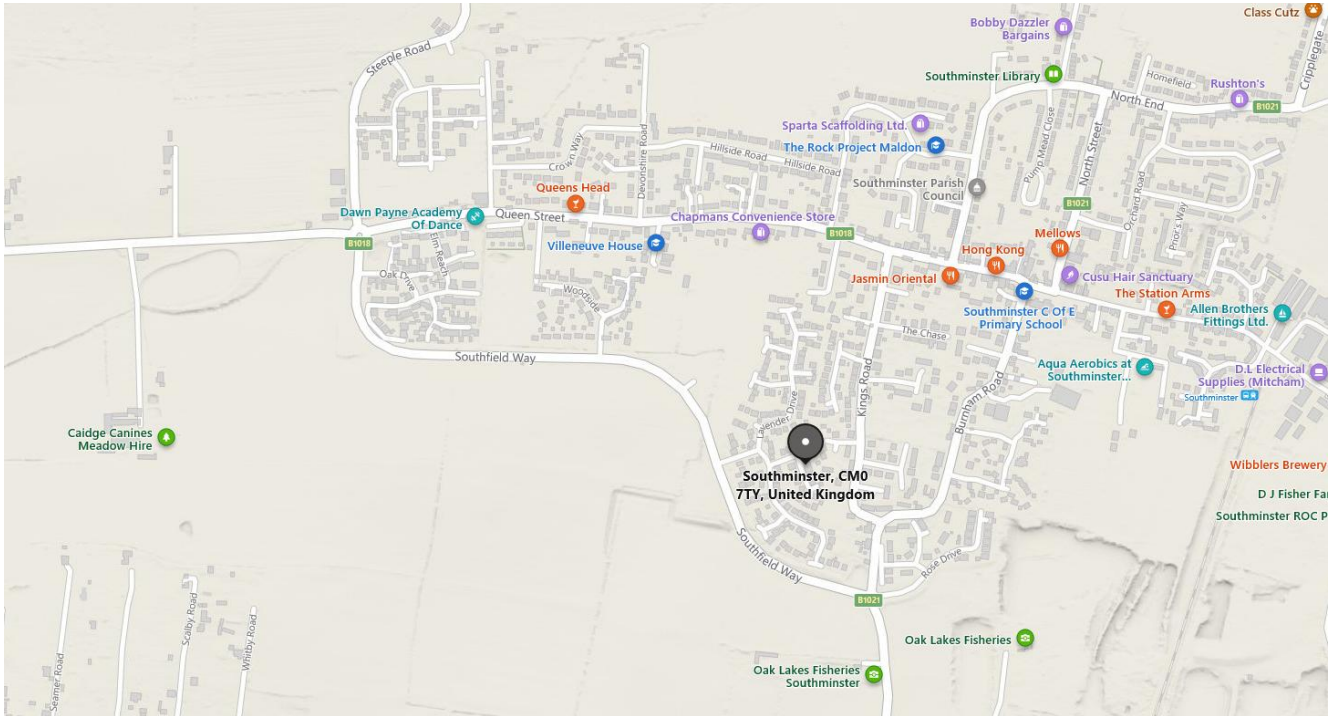 Class Cutz
Bobby Dazzler
Bargains
Steeple Road
Cripplegate
Southminster Library
Homefield
Rushton's
North End
B1021
Sparta Scaffolding Ltd.
The Rock Project Maldon
Pump Mead Close
North Street
Crown Way
Devonshire Road
Hillside Road
Hillside Road
Southminster Parish
Council
Orchard Road
Queens Head
B1021
Prior's Way
Dawn Payne Academy
Of Dance
Queen Street
Chapmans Convenience Store
B1018
B1018
Villeneuve House
Elm Reach
Mellows
Hong Kong
Oak Drive
Jasmin Oriental
Cusu Hair Sanctuary
Woodside
The Station Arms
Southminster C Of E
Primary School
Allen Brothers
Fittings Ltd.
The Chase
Southfield Way
Aqua Aerobics at
Southminster...
D.L Electrical
Supplies (Mitcham)
Kings Road
Burnham Road
Southminster
Lavender Drive
Caidge Canines
Meadow Hire
Southminster, CM0
7TY, United Kingdom
Wibblers Brewery
D J Fisher Fa
Southminster ROC P
Southfield Way
Rose Drive
B1021
Seamer Road
Scalby Road
Whitby Road
Oak Lakes Fisheries
Oak Lakes Fisheries
Southminster